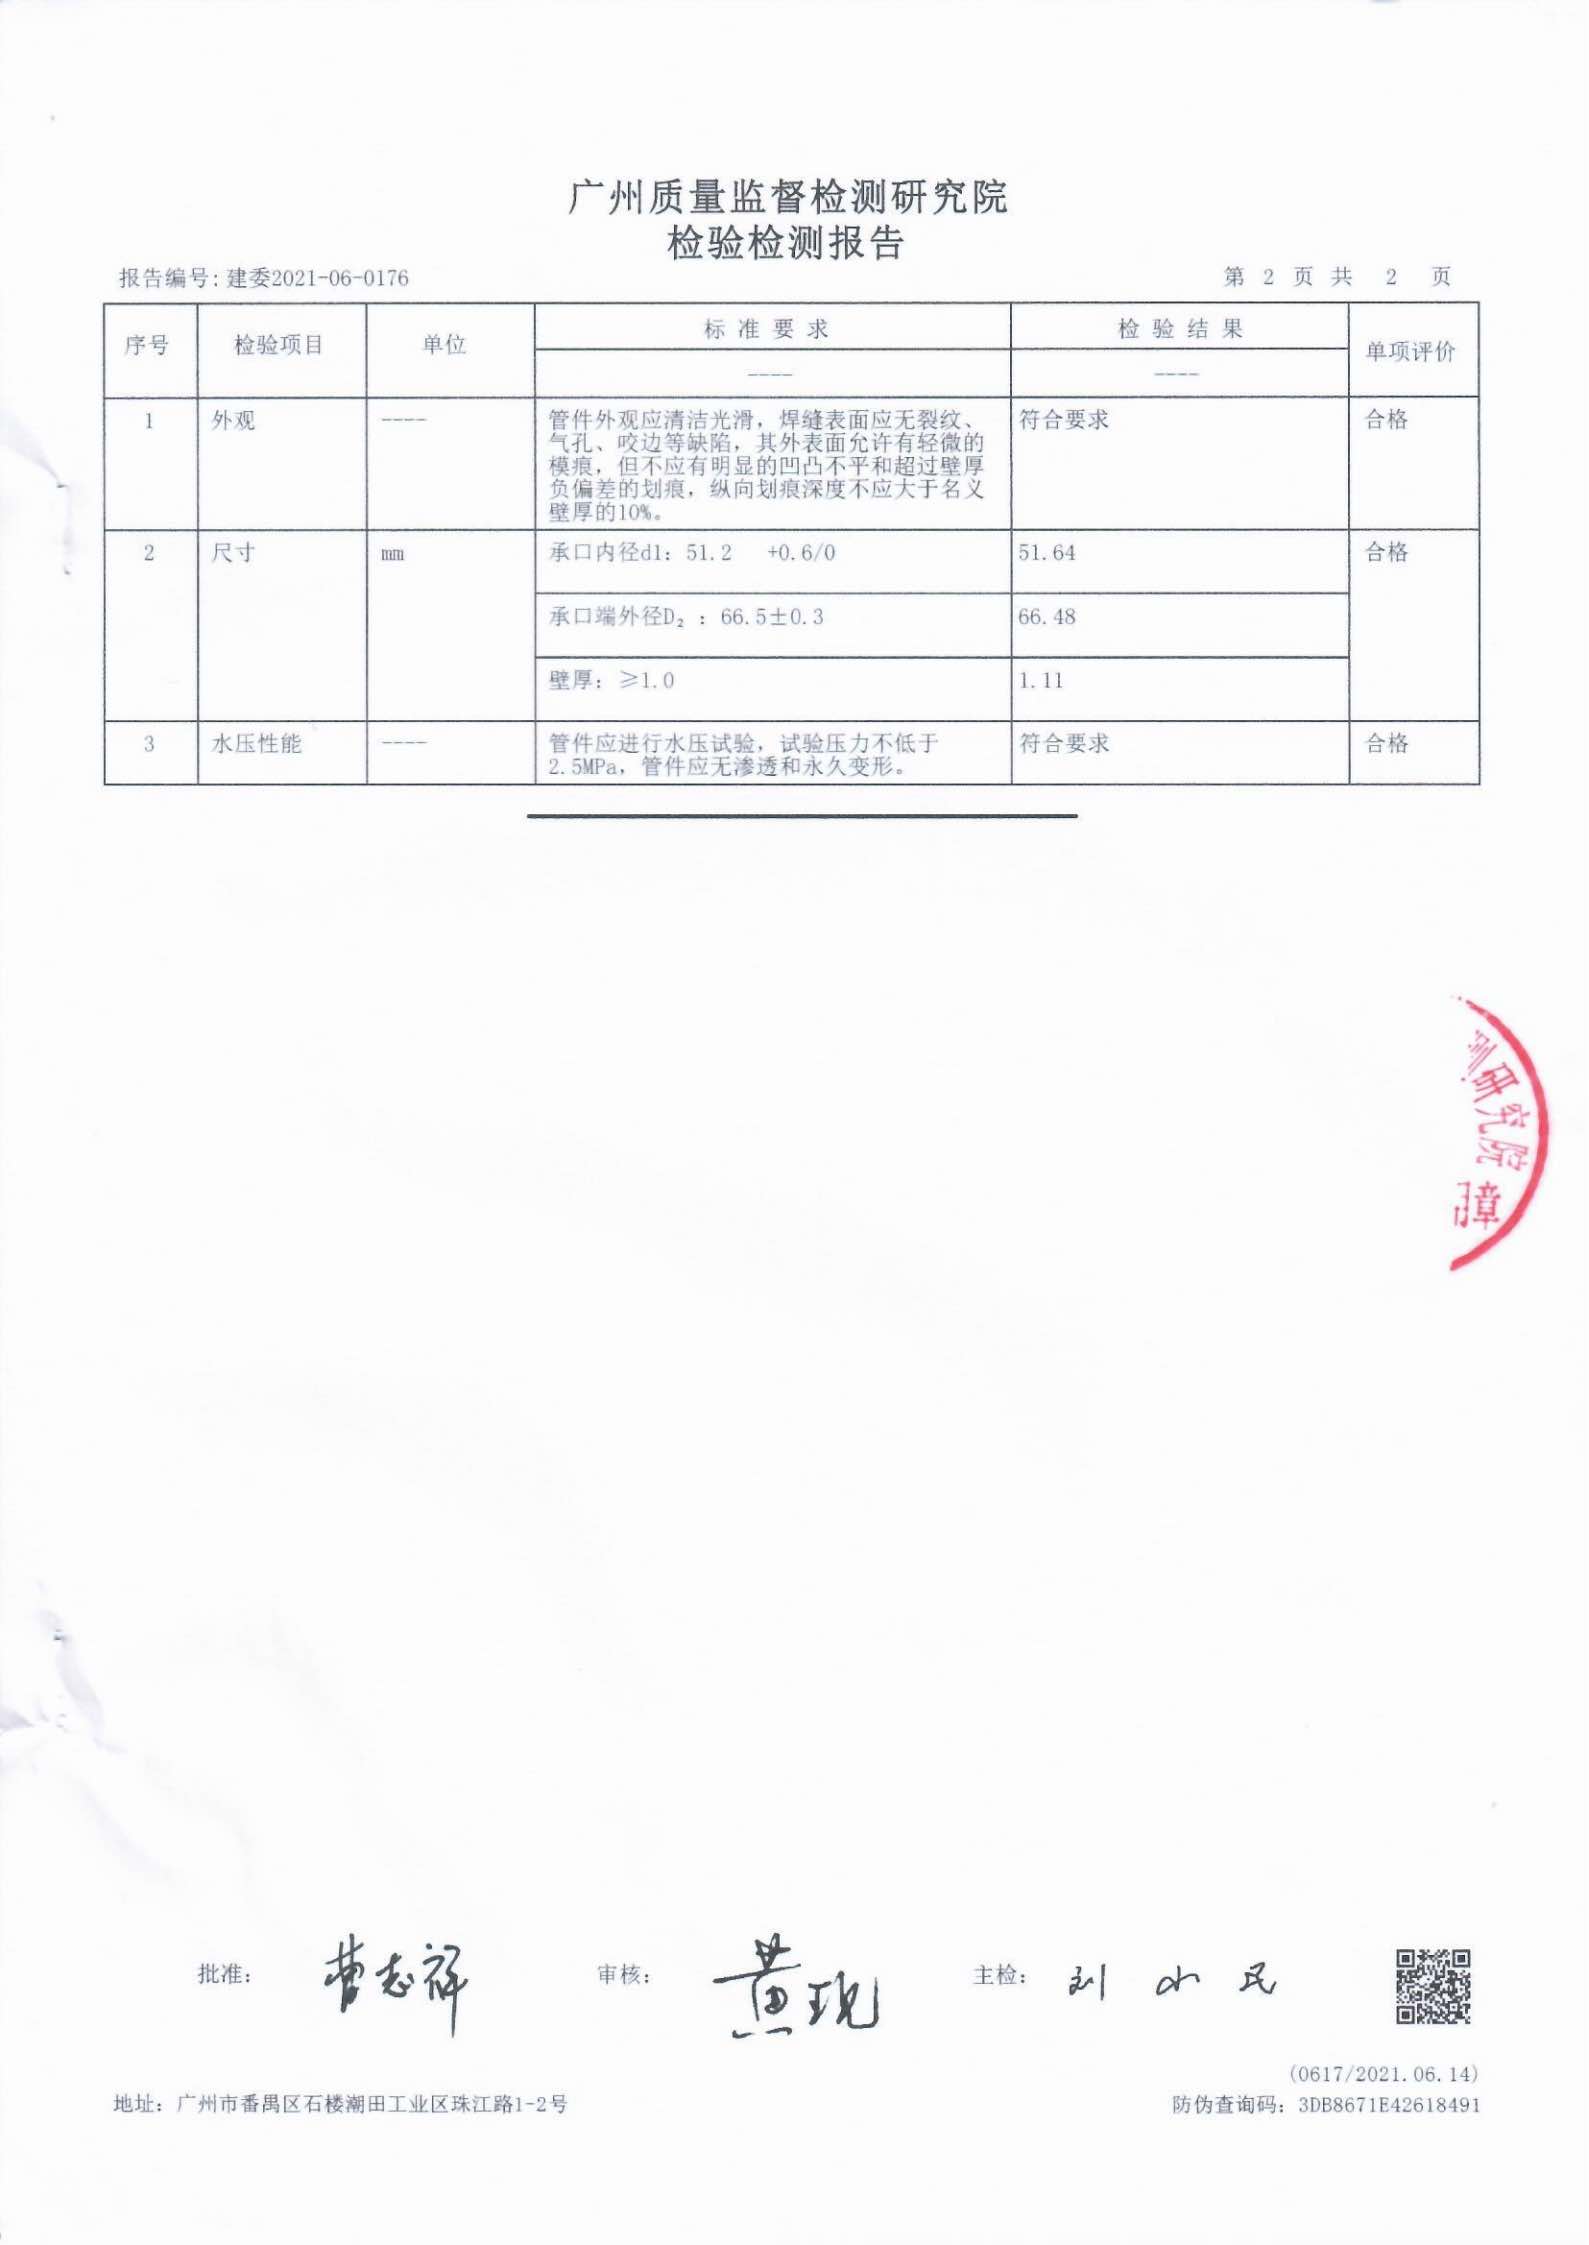 广州质量监督检测研究院
检验检测报告
报告编号: 建委2021-06-0176
第 2 页 共 2 页
序号 检验项目 单位 标准要求 检验结果 单项评价
---- ----
1 外观 ---- 管件外观应清洁光滑，焊缝表面应无裂纹、 符合要求 合格
气孔、咬边等缺陷，其外表面允许有轻微的
模痕，但不应有明显的凹凸不平和超过壁厚
负偏差的划痕，纵向划痕深度不应大于名义
壁厚的10%。
2 尺寸 mm 承口内径d1: 51.2 +0.6/0 51.64 合格
承口端外径D₂ : 66.5±0.3 66.48
壁厚: ≥1.0 1.11
3 水压性能 ---- 管件应进行水压试验，试验压力不低于 符合要求 合格
2.5MPa，管件应无渗透和永久变形。
测研究院
章
批准: 曹志祥 审核: 黄现 主检: 刘小民
(0617/2021.06.14)
地址: 广州市番禺区石楼潮田工业区珠江路1-2号
防伪查询码: 3DB8671E42618491